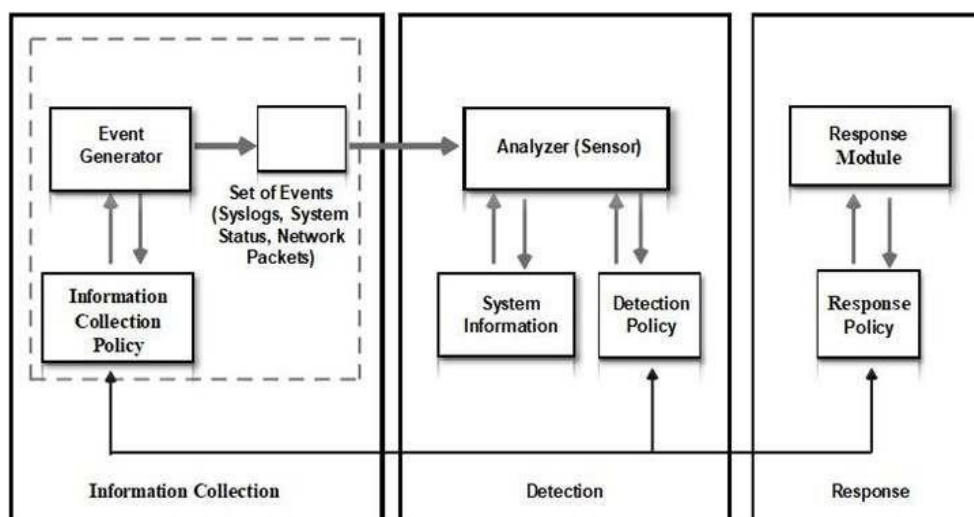 Event
Generator
Set of Events
(Syslogs, System
Status, Network
Packets)
Information
Collection
Policy
Information Collection
Analyzer (Sensor)
System
Information
Detection
Policy
Detection
Response
Module
Response
Policy
Response